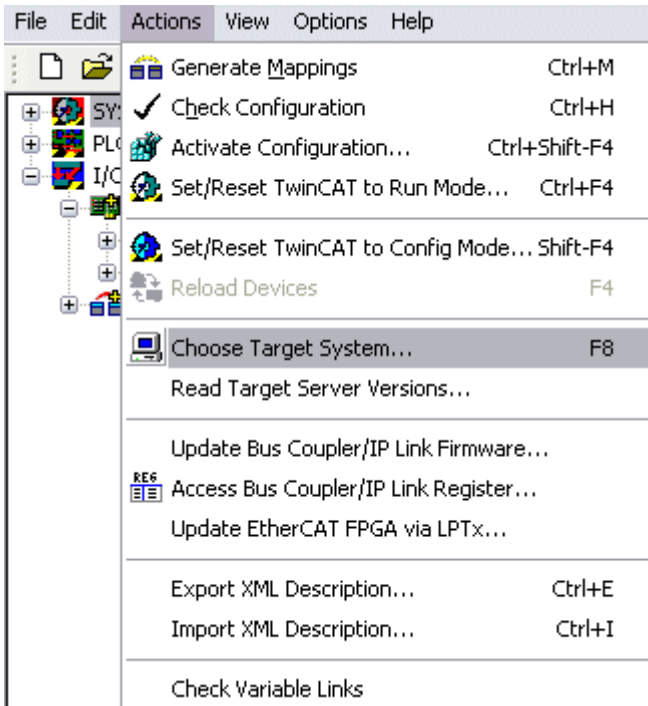 File Edit Actions View Options Help
Generate Mappings Ctrl+M
Check Configuration Ctrl+H
Activate Configuration... Ctrl+Shift-F4
Set/Reset TwinCAT to Run Mode... Ctrl+F4
Set/Reset TwinCAT to Config Mode... Shift-F4
Reload Devices F4
Choose Target System... F8
Read Target Server Versions...
Update Bus Coupler/IP Link Firmware...
REG Access Bus Coupler/IP Link Register...
Update EtherCAT FPGA via LPTx...
Export XML Description... Ctrl+E
Import XML Description... Ctrl+I
Check Variable Links